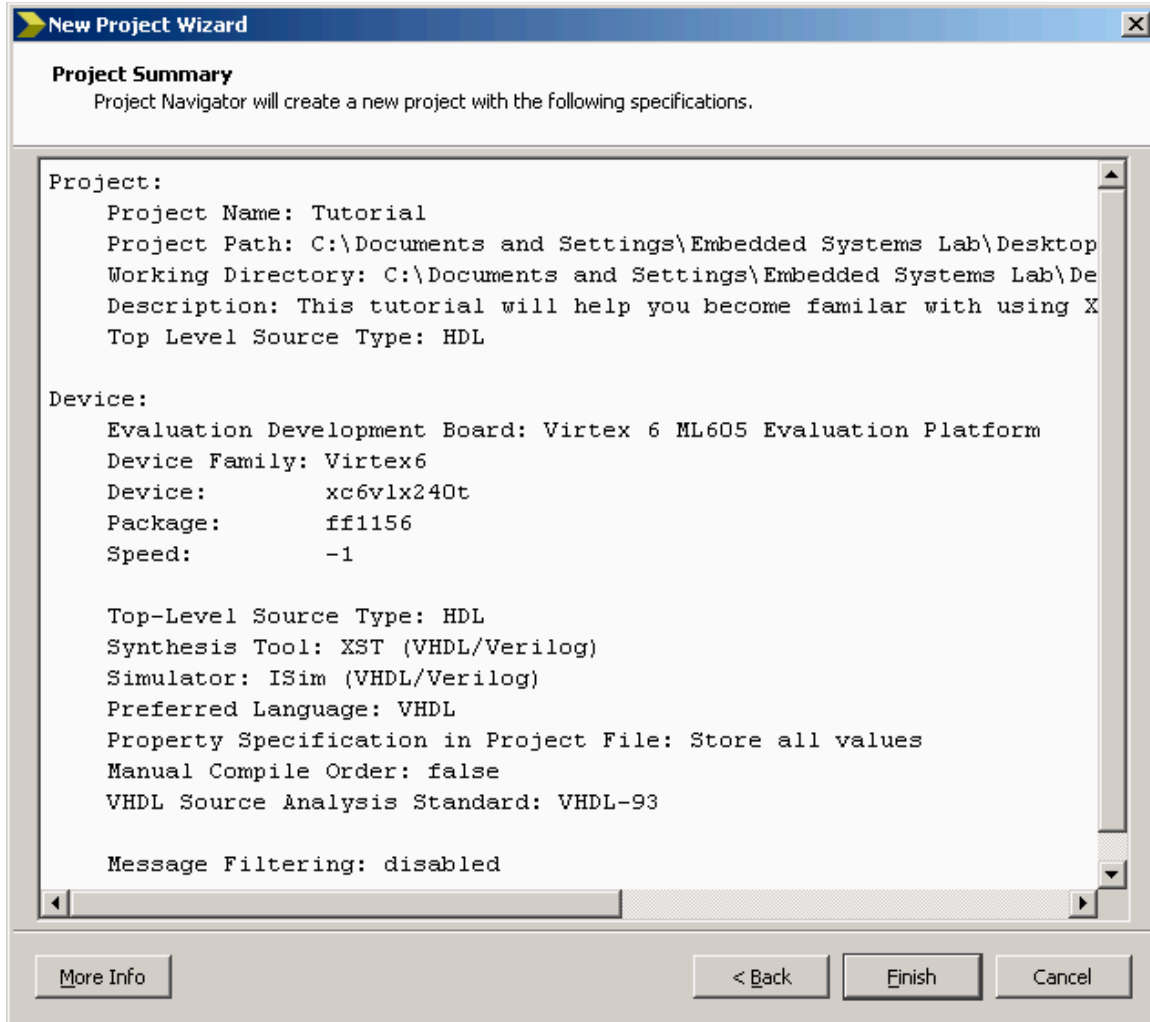 New Project Wizard
Project Summary
Project Navigator will create a new project with the following specifications.
Project:
Project Name: Tutorial
Project Path: C:\Documents and Settings\Embedded Systems Lab\Desktop
Working Directory: C:\Documents and Settings\Embedded Systems Lab\De
Description: This tutorial will help you become familar with using X
Top Level Source Type: HDL
Device:
Evaluation Development Board: Virtex 6 ML605 Evaluation Platform
Device Family: Virtex6
Device: xc6vlx240t
Package: ff1156
Speed: -1
Top-Level Source Type: HDL
Synthesis Tool: XST (VHDL/Verilog)
Simulator: ISim (VHDL/Verilog)
Preferred Language: VHDL
Property Specification in Project File: Store all values
Manual Compile Order: false
VHDL Source Analysis Standard: VHDL-93
Message Filtering: disabled
More Info < Back Finish Cancel